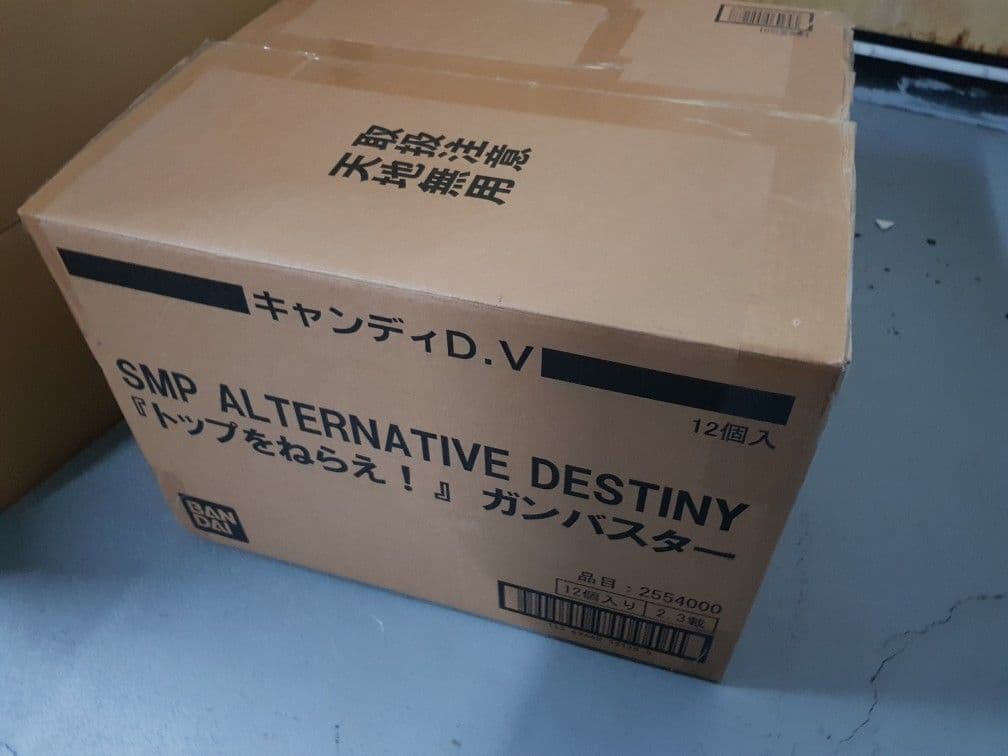 取扱注意
天地無用
キャンディD.V
12個入
SMP ALTERNATIVE DESTINY
『トップをねらえ!』 ガンバスター
BAN
DAI
品目:2554000
12個入り